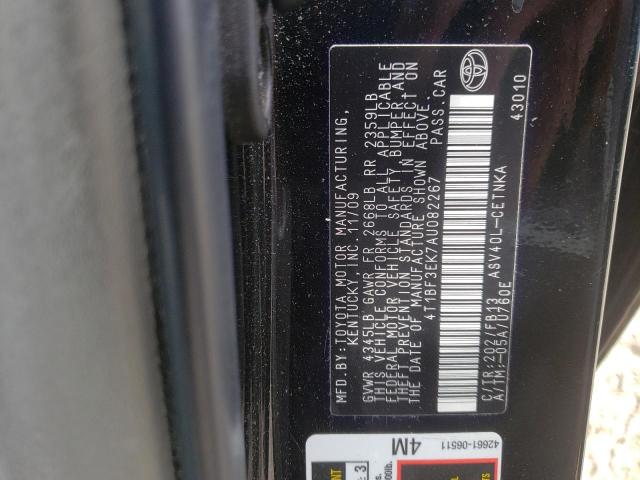 MFD.BY:TOYOTA MOTOR MANUFACTURING,
KENTUCKY, INC. 11/09
GVWR 4345LB GAWR FR 2668LB RR 2359LB
THIS VEHICLE CONFORMS TO ALL APPLICABLE
FEDERAL MOTOR VEHICLE SAFETY, BUMPER, AND
THEFT PREVENTION STANDARDS IN EFFECT ON
THE DATE OF MANUFACTURE SHOWN ABOVE.
4T1BF3EK7AU082267 PASS.CAR
C/TR:202/FB13 ASV40L-CETNKA
A/TM:-05A/U760E 43010
42661-06511
4M